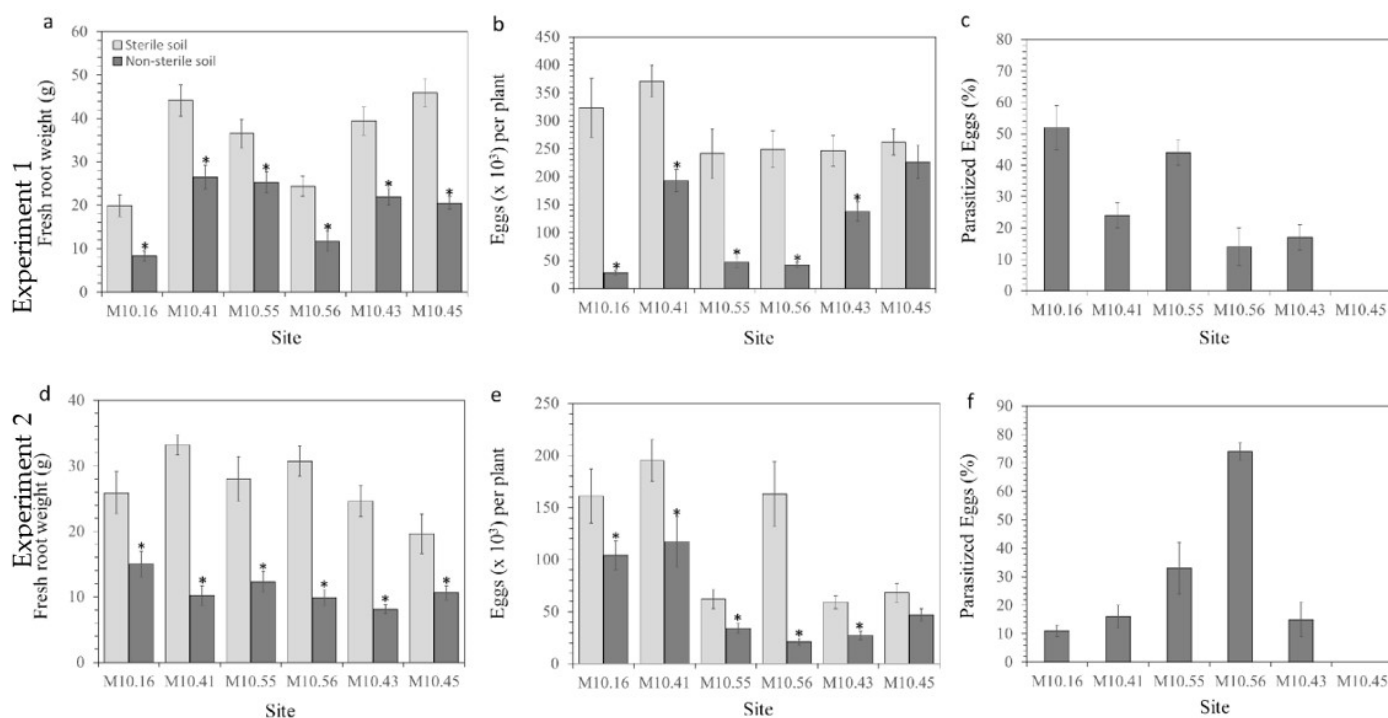 a
60
50
40
30
20
10
0
Fresh root weight (g)
Sterile soil
Non-sterile soil
*
*
*
*
*
*
M10.16 M10.41 M10.55 M10.56 M10.43 M10.45
Site
b
450
400
350
300
250
200
150
100
50
0
Eggs (x 10³) per plant
*
*
*
*
*
M10.16 M10.41 M10.55 M10.56 M10.43 M10.45
Site
c
80
70
60
50
40
30
20
10
0
Parasitized Eggs (%)
M10.16 M10.41 M10.55 M10.56 M10.43 M10.45
Site
Experiment 1
d
40
30
20
10
0
Fresh root weight (g)
*
*
*
*
*
*
M10.16 M10.41 M10.55 M10.56 M10.43 M10.45
Site
e
250
200
150
100
50
0
Eggs (x 10³) per plant
*
*
*
*
*
M10.16 M10.41 M10.55 M10.56 M10.43 M10.45
Site
f
90
80
70
60
50
40
30
20
10
0
Parasitized Eggs (%)
M10.16 M10.41 M10.55 M10.56 M10.43 M10.45
Site
Experiment 2